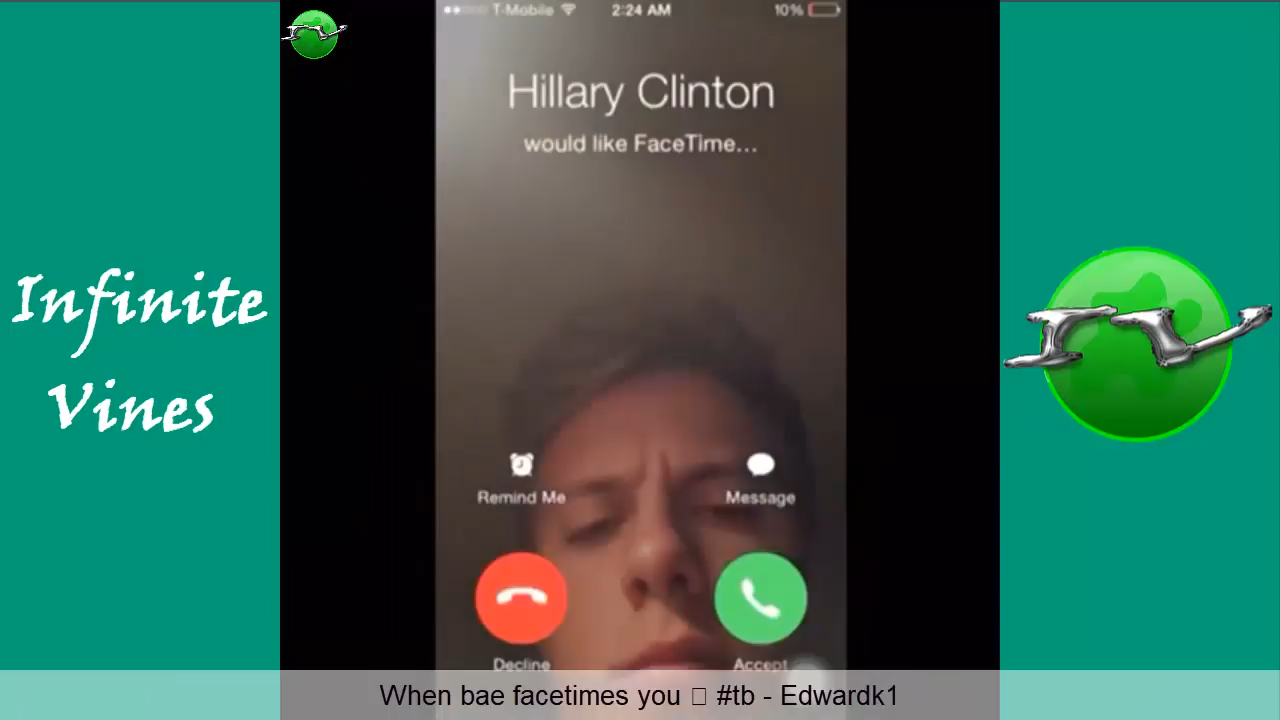 T-Mobile 2:24 AM 10%
Hillary Clinton
would like FaceTime...
Infinite
Vines
Remind Me Message
Decline Accept
When bae facetimes you #tb - Edwardk1